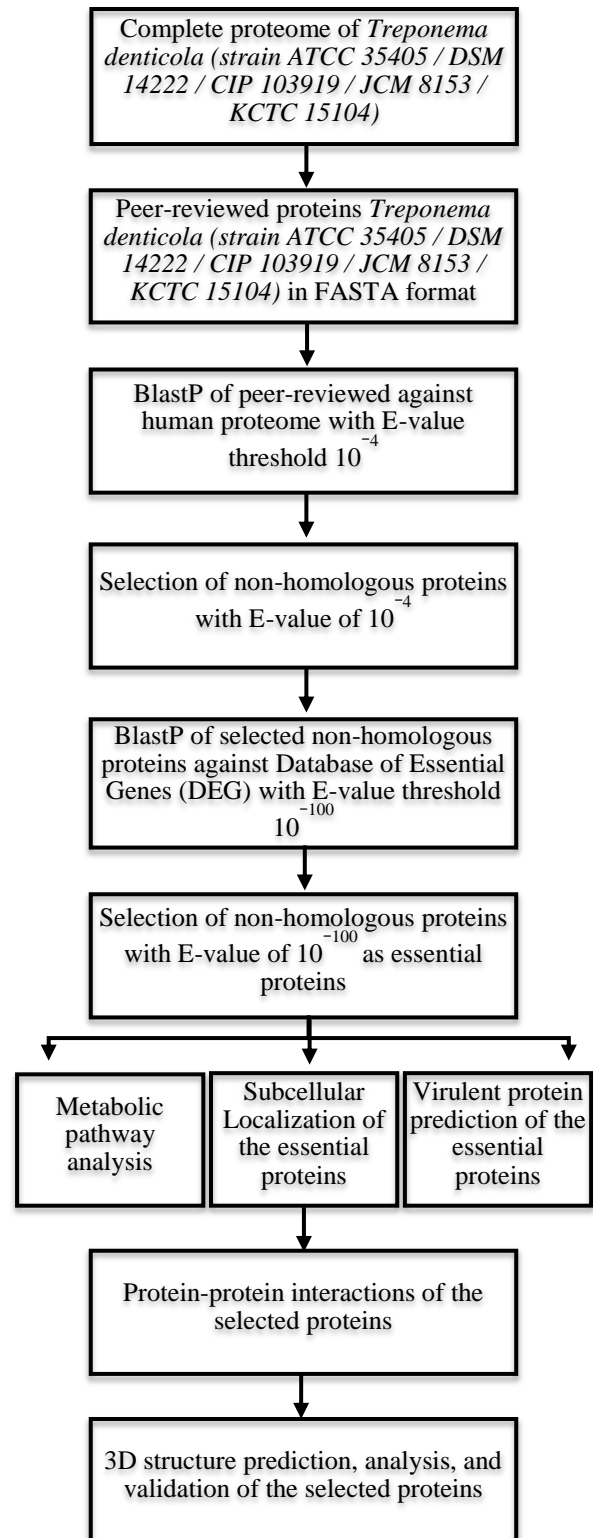 Complete proteome of Treponema
denticola (strain ATCC 35405 / DSM
14222 / CIP 103919 / JCM 8153 /
KCTC 15104)
Peer-reviewed proteins Treponema
denticola (strain ATCC 35405 / DSM
14222 / CIP 103919 / JCM 8153 /
KCTC 15104) in FASTA format
BlastP of peer-reviewed against
human proteome with E-value
threshold 10⁻⁴
Selection of non-homologous proteins
with E-value of 10⁻⁴
BlastP of selected non-homologous
proteins against Database of Essential
Genes (DEG) with E-value threshold
10⁻¹⁰⁰
Selection of non-homologous proteins
with E-value of 10⁻¹⁰⁰ as essential
proteins
Metabolic
pathway
analysis
Subcellular
Localization of
the essential
proteins
Virulent protein
prediction of the
essential
proteins
Protein-protein interactions of the
selected proteins
3D structure prediction, analysis, and
validation of the selected proteins